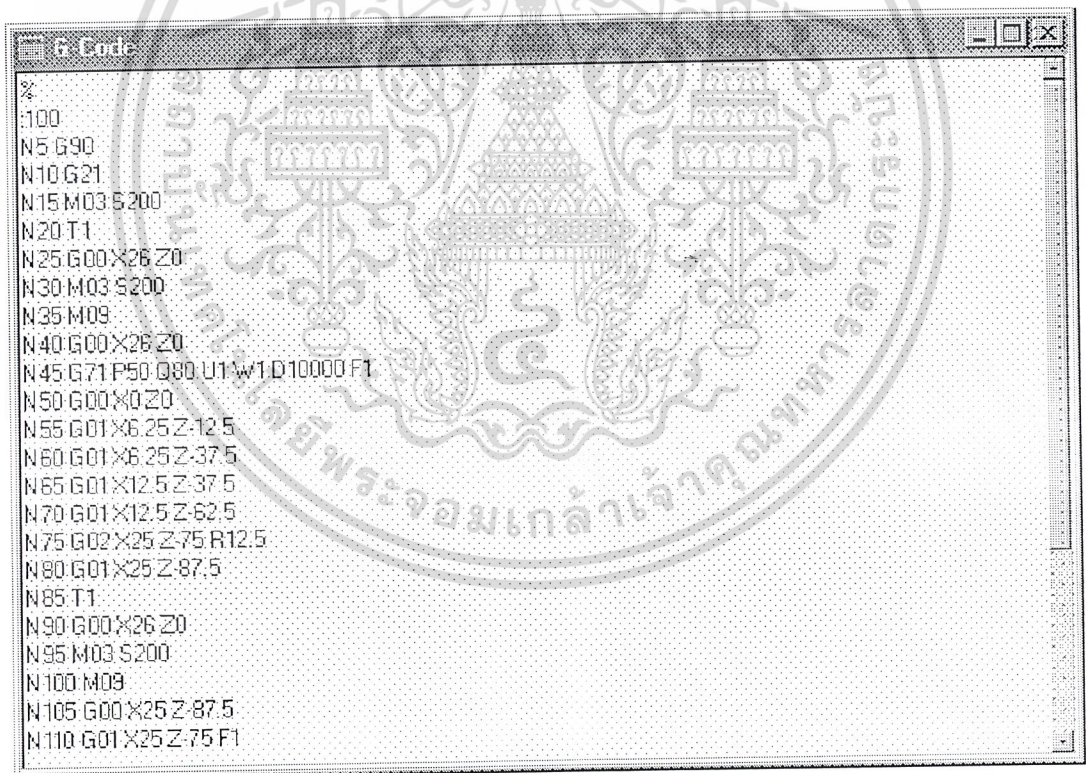 G-Code
%
:100
N5 G90
N10 G21
N15 M03 S200
N20 T1
N25 G00 X26 Z0
N30 M03 S200
N35 M09
N40 G00 X26 Z0
N45 G71 P50 Q80 U1 W1 D10000 F1
N50 G00 X0 Z0
N55 G01 X6.25 Z-12.5
N60 G01 X6.25 Z-37.5
N65 G01 X12.5 Z-37.5
N70 G01 X12.5 Z-62.5
N75 G02 X25 Z-75 R12.5
N80 G01 X25 Z-87.5
N85 T1
N90 G00 X26 Z0
N95 M03 S200
N100 M09
N105 G00 X25 Z-87.5
N110 G01 X25 Z-75 F1